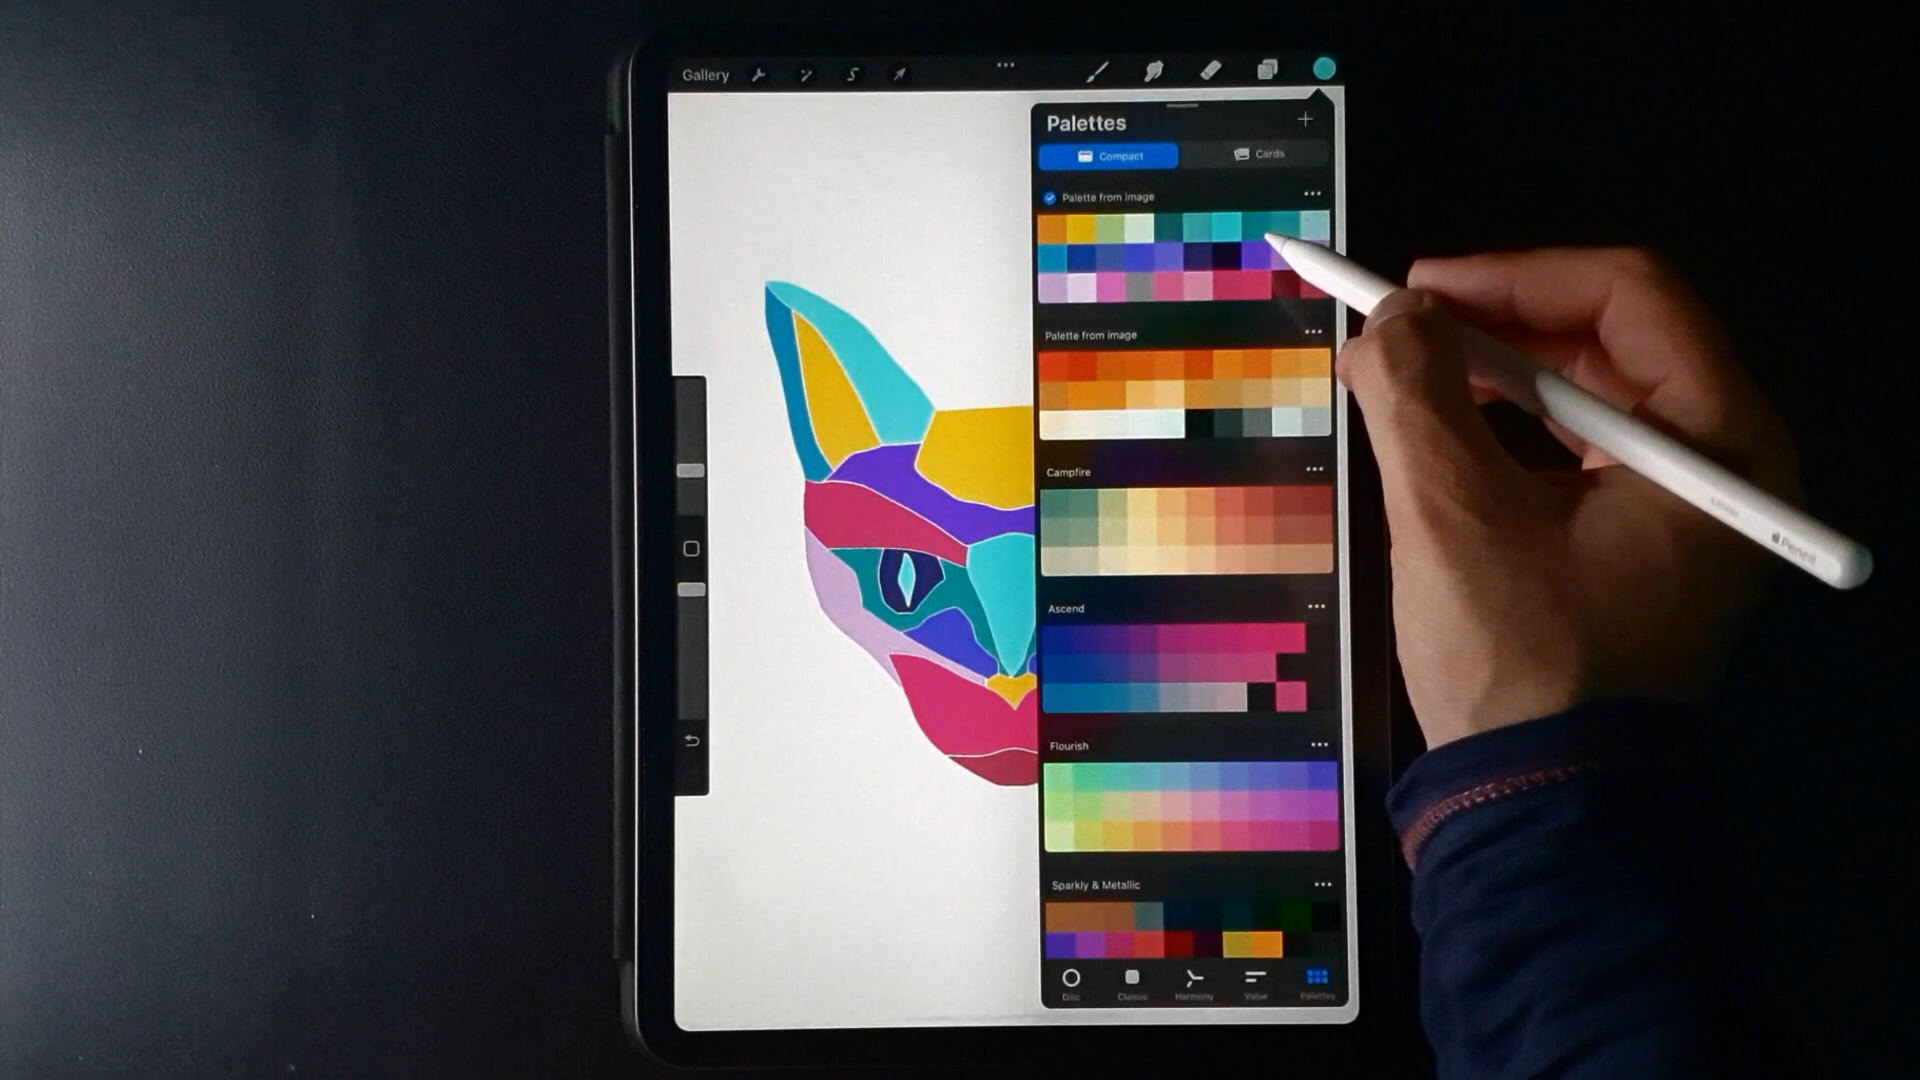 Gallery
Palettes
Compact
Cards
Palette from image
Palette from image
Campfire
Ascend
Flourish
Sparkly & Metallic
Disc
Classic
Harmony
Value
Palettes
Pencil